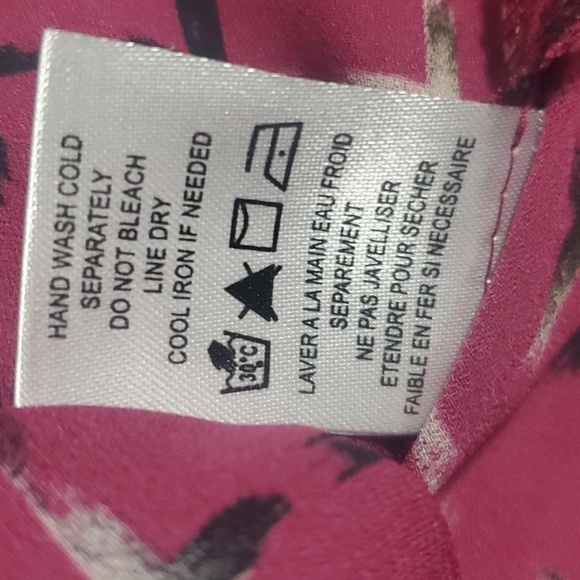 HAND WASH COLD
SEPARATELY
DO NOT BLEACH
LINE DRY
COOL IRON IF NEEDED
30°C
LAVER A LA MAIN EAU FROID
SEPAREMENT
NE PAS JAVELLISER
ETENDRE POUR SECHER
FAIBLE EN FER SI NECESSAIRE